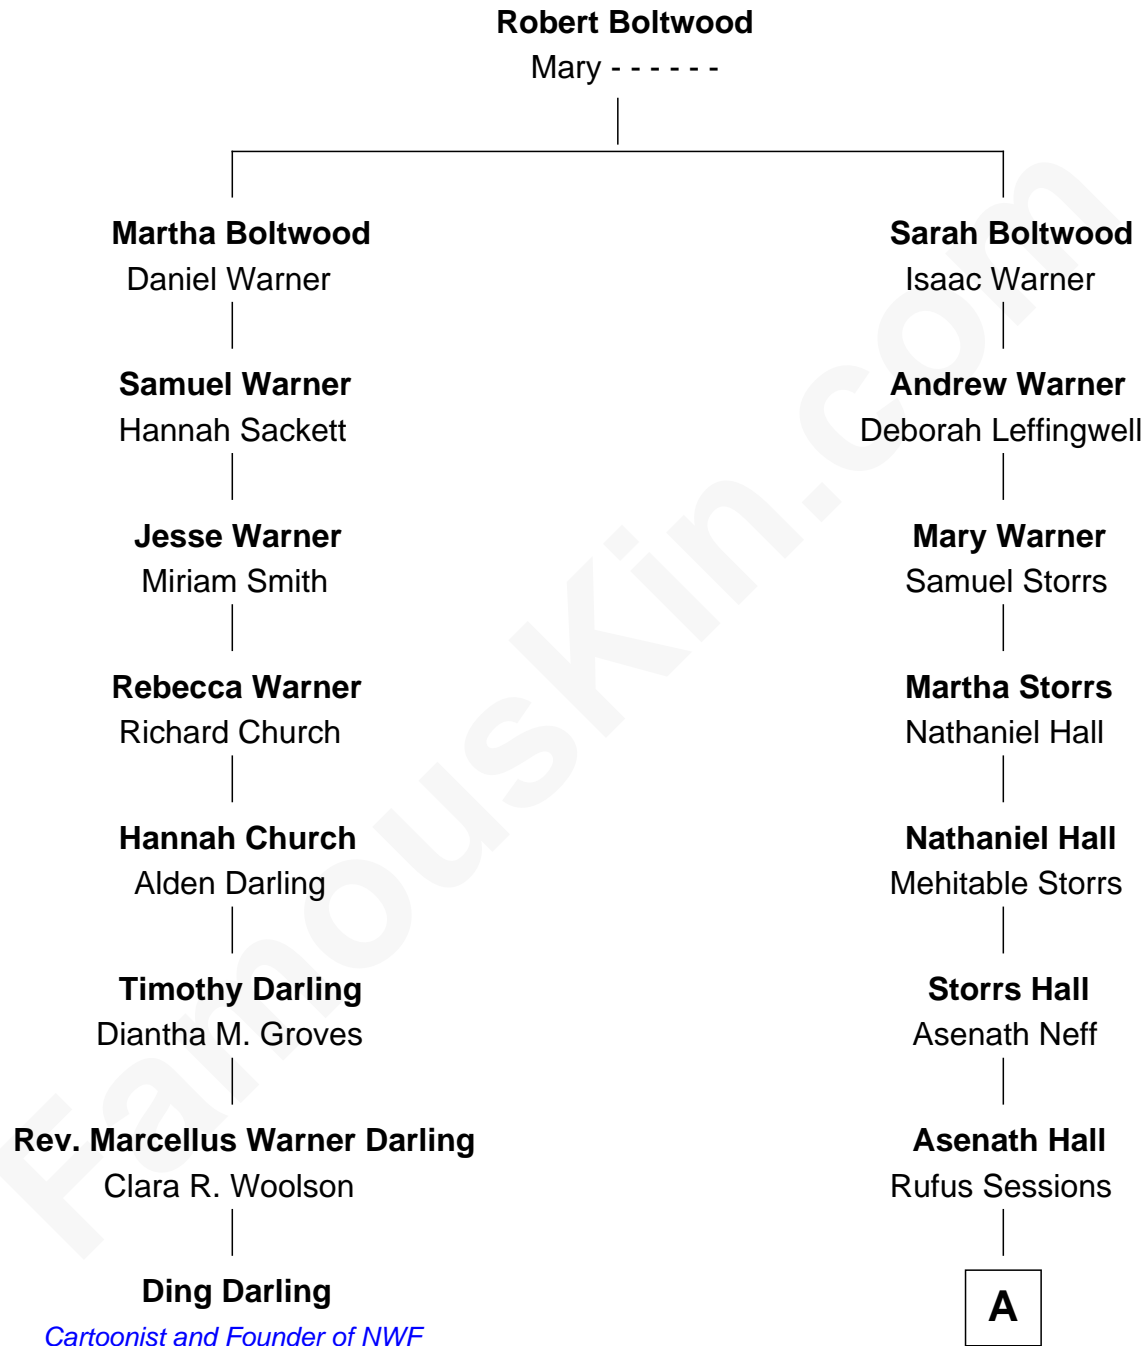 Robert Boltwood
Mary - - - - - -
Martha Boltwood
Daniel Warner
Sarah Boltwood
Isaac Warner
Samuel Warner
Hannah Sackett
Andrew Warner
Deborah Leffingwell
Jesse Warner
Miriam Smith
Mary Warner
Samuel Storrs
Rebecca Warner
Richard Church
Martha Storrs
Nathaniel Hall
Hannah Church
Alden Darling
Nathaniel Hall
Mehitable Storrs
Timothy Darling
Diantha M. Groves
Storrs Hall
Asenath Neff
Rev. Marcellus Warner Darling
Clara R. Woolson
Asenath Hall
Rufus Sessions
Ding Darling
Cartoonist and Founder of NWF
A
FamousKin.com